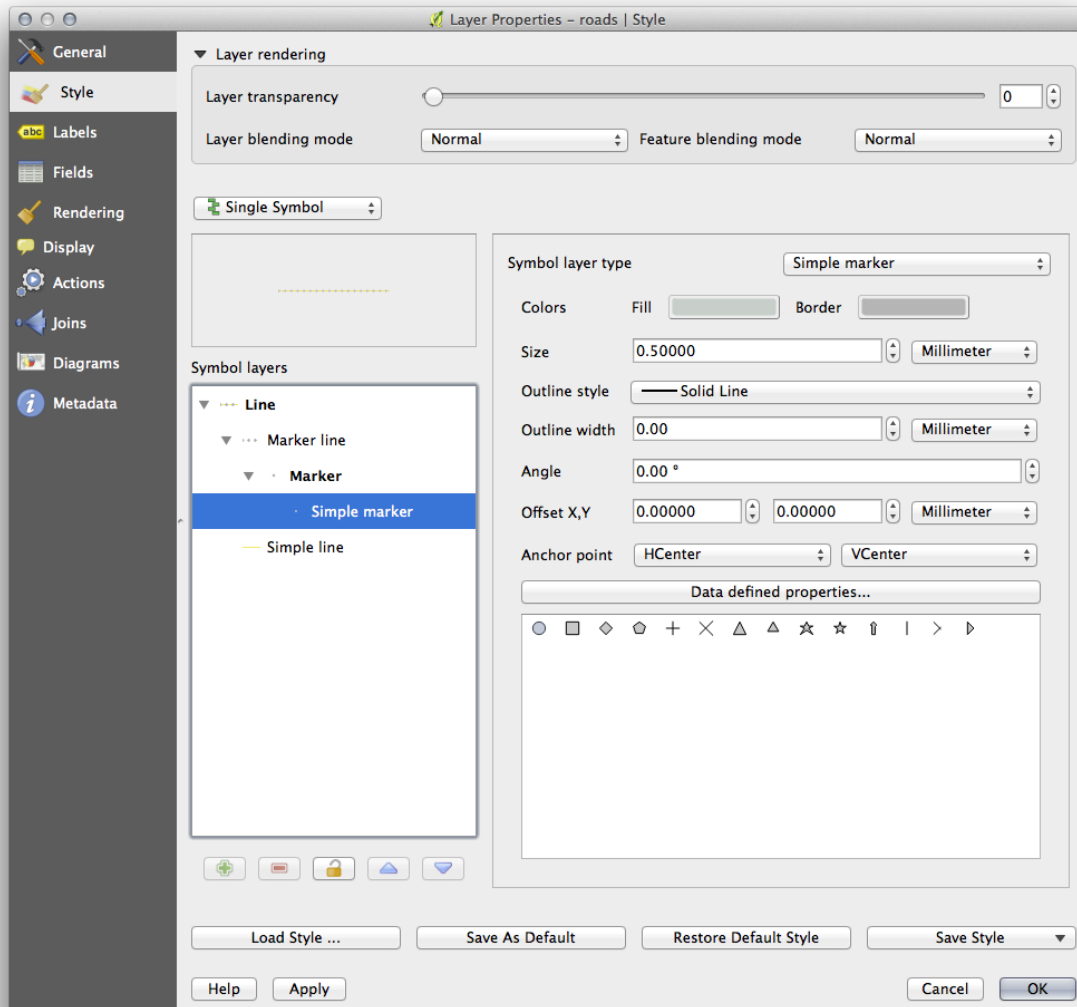 Layer Properties – roads | Style
General
Style
abc Labels
Fields
Rendering
Display
Actions
Joins
Diagrams
i Metadata
Layer rendering
Layer transparency 0
Layer blending mode Normal Feature blending mode Normal
Single Symbol
Symbol layers
Line
Marker line
Marker
Simple marker
Simple line
Symbol layer type Simple marker
Colors Fill Border
Size 0.50000 Millimeter
Outline style Solid Line
Outline width 0.00 Millimeter
Angle 0.00 °
Offset X,Y 0.00000 0.00000 Millimeter
Anchor point HCenter VCenter
Data defined properties...
Load Style ... Save As Default Restore Default Style Save Style
Help Apply Cancel OK